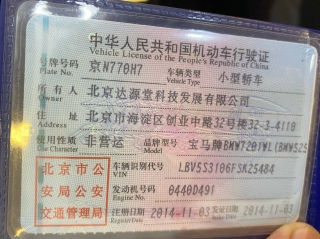 中华人民共和国机动车行驶证
Vehicle License of the People's Republic of China
号牌号码 京N770H7 车辆类型 小型轿车
Plate No. Vehicle Type
所有人 北京达源堂科技发展有限公司
Owner
住址 北京市海淀区创业中路32号楼32-3-4110
Address
使用性质 非营运 品牌型号 宝马牌BMW7201WL(BMW525
Use Character Model
北京市公安局公安交通管理局
车辆识别代号 LBV5S3106FSK25484
VIN
发动机号码 0440D491
Engine No.
注册日期 2014-11-03 发证日期 2014-11-03
Register Date Issue Date